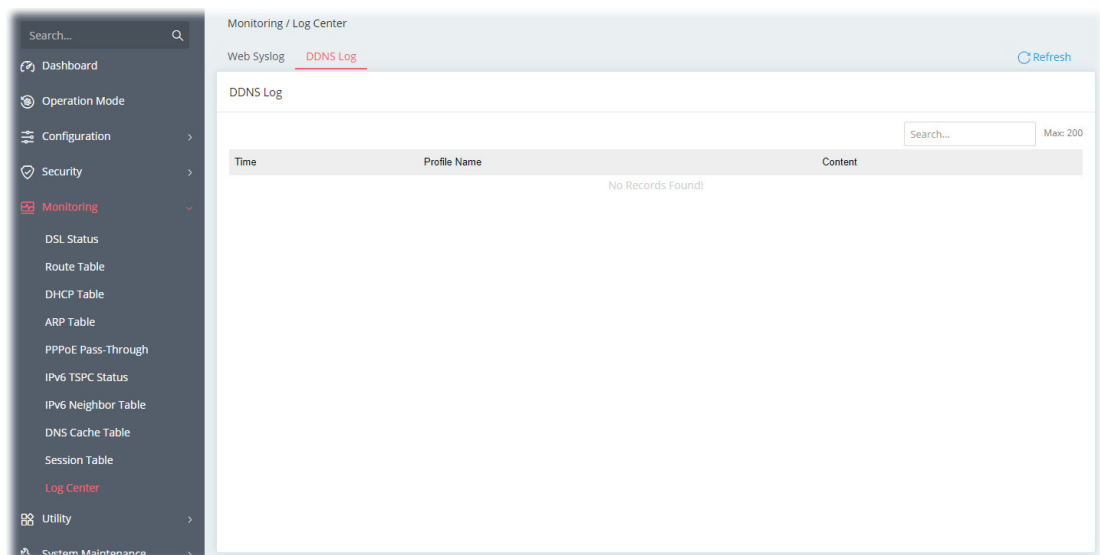 Search...
Dashboard
Operation Mode
Configuration
Security
Monitoring
DSL Status
Route Table
DHCP Table
ARP Table
PPPoE Pass-Through
IPv6 TSPC Status
IPv6 Neighbor Table
DNS Cache Table
Session Table
Log Center
Utility
System Maintenance
Monitoring / Log Center
Web Syslog DDNS Log Refresh
DDNS Log
Search... Max: 200
Time Profile Name Content
No Records Found!